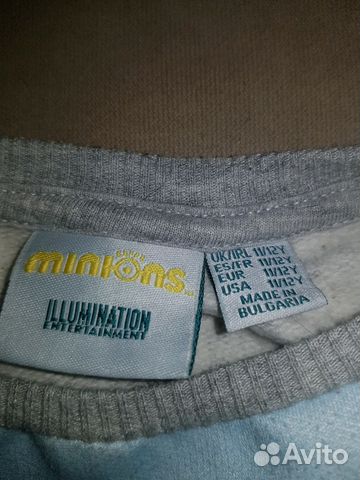 minions
ILLUMINATION
ENTERTAINMENT
UK/IRL 11/12Y
ES/FR 11/12Y
EUR 11/12Y
USA 11/12Y
MADE IN
BULGARIA
Avito